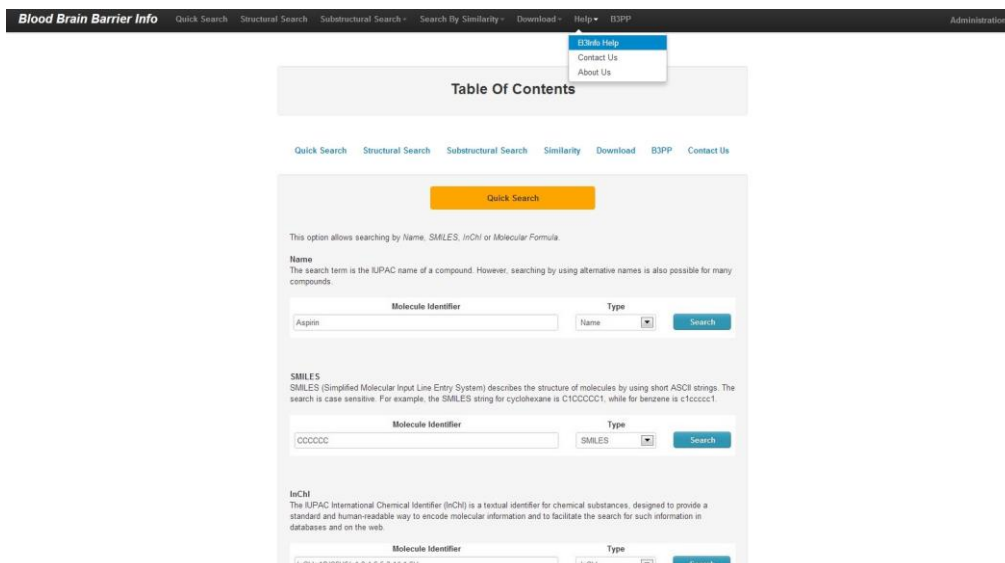 Blood Brain Barrier Info Quick Search Structural Search Substructural Search Search By Similarity Download Help B3PP Administration
B3Info Help
Contact Us
About Us
Table Of Contents
Quick Search Structural Search Substructural Search Similarity Download B3PP Contact Us
Quick Search
This option allows searching by Name, SMILES, InChI or Molecular Formula.
Name
The search term is the IUPAC name of a compound. However, searching by using alternative names is also possible for many
compounds.
Molecule Identifier Type
Aspirin Name Search
SMILES
SMILES (Simplified Molecular Input Line Entry System) describes the structure of molecules by using short ASCII strings. The
search is case sensitive. For example, the SMILES string for cyclohexane is C1CCCCC1, while for benzene is c1ccccc1.
Molecule Identifier Type
CCCCCC SMILES Search
InChI
The IUPAC International Chemical Identifier (InChI) is a textual identifier for chemical substances, designed to provide a
standard and human-readable way to encode molecular information and to facilitate the search for such information in
databases and on the web.
Molecule Identifier Type
InChI Search